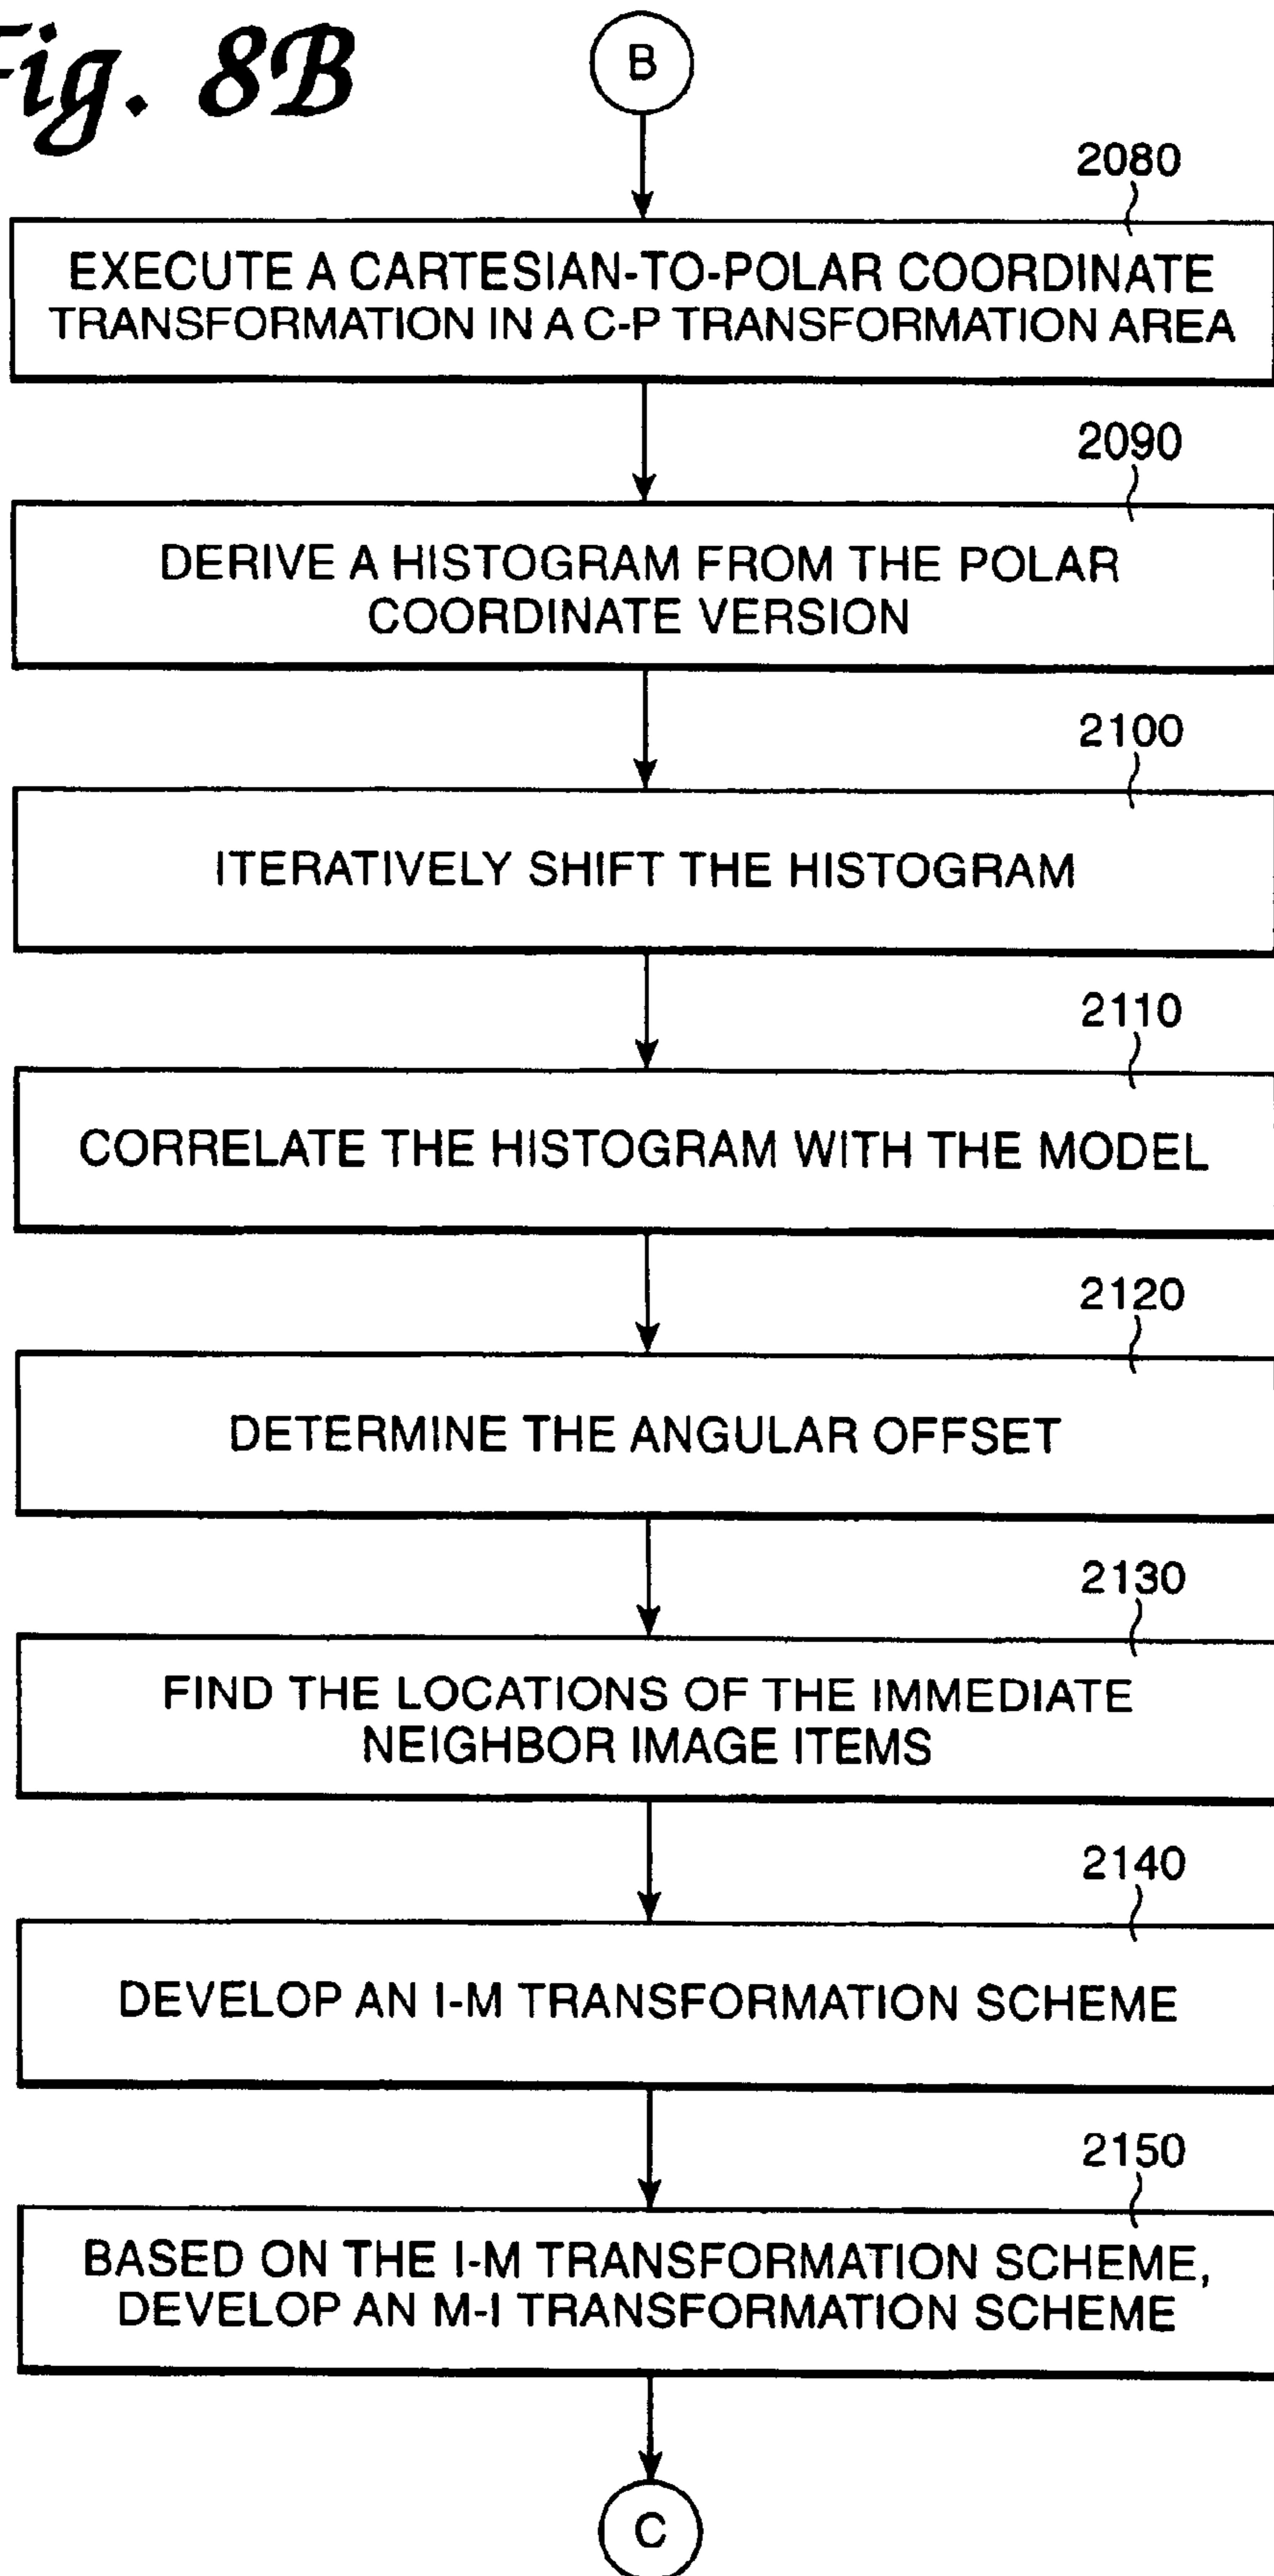 Fig. 8B
B
2080
EXECUTE A CARTESIAN-TO-POLAR COORDINATE
TRANSFORMATION IN A C-P TRANSFORMATION AREA
2090
DERIVE A HISTOGRAM FROM THE POLAR
COORDINATE VERSION
2100
ITERATIVELY SHIFT THE HISTOGRAM
2110
CORRELATE THE HISTOGRAM WITH THE MODEL
2120
DETERMINE THE ANGULAR OFFSET
2130
FIND THE LOCATIONS OF THE IMMEDIATE
NEIGHBOR IMAGE ITEMS
2140
DEVELOP AN I-M TRANSFORMATION SCHEME
2150
BASED ON THE I-M TRANSFORMATION SCHEME,
DEVELOP AN M-I TRANSFORMATION SCHEME
C